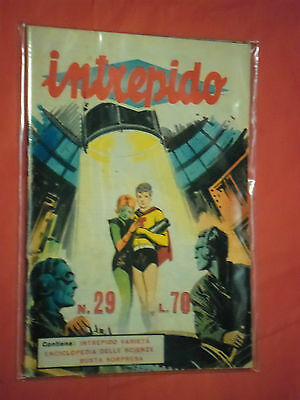 intrepido
N. 29 L. 70
Contiene: INTREPIDO VARIETÀ
ENCICLOPEDIA DELLE SCIENZE
BUSTA SORPRESA